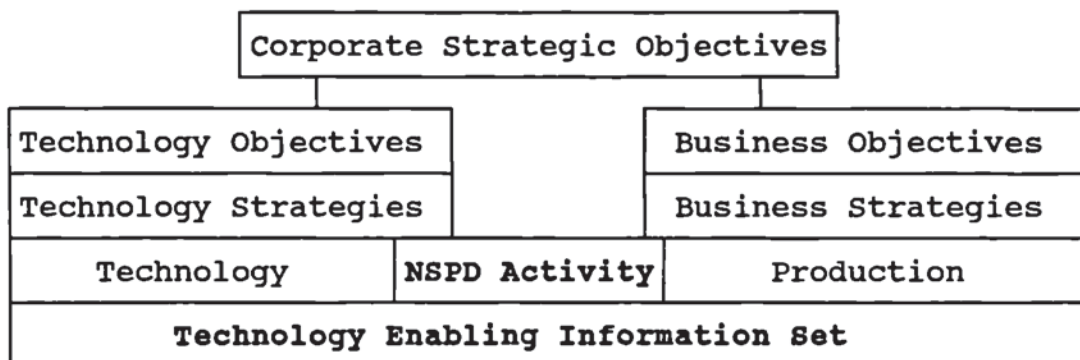 Corporate Strategic Objectives
Technology Objectives
Business Objectives
Technology Strategies
Business Strategies
Technology
NSPD Activity
Production
Technology Enabling Information Set